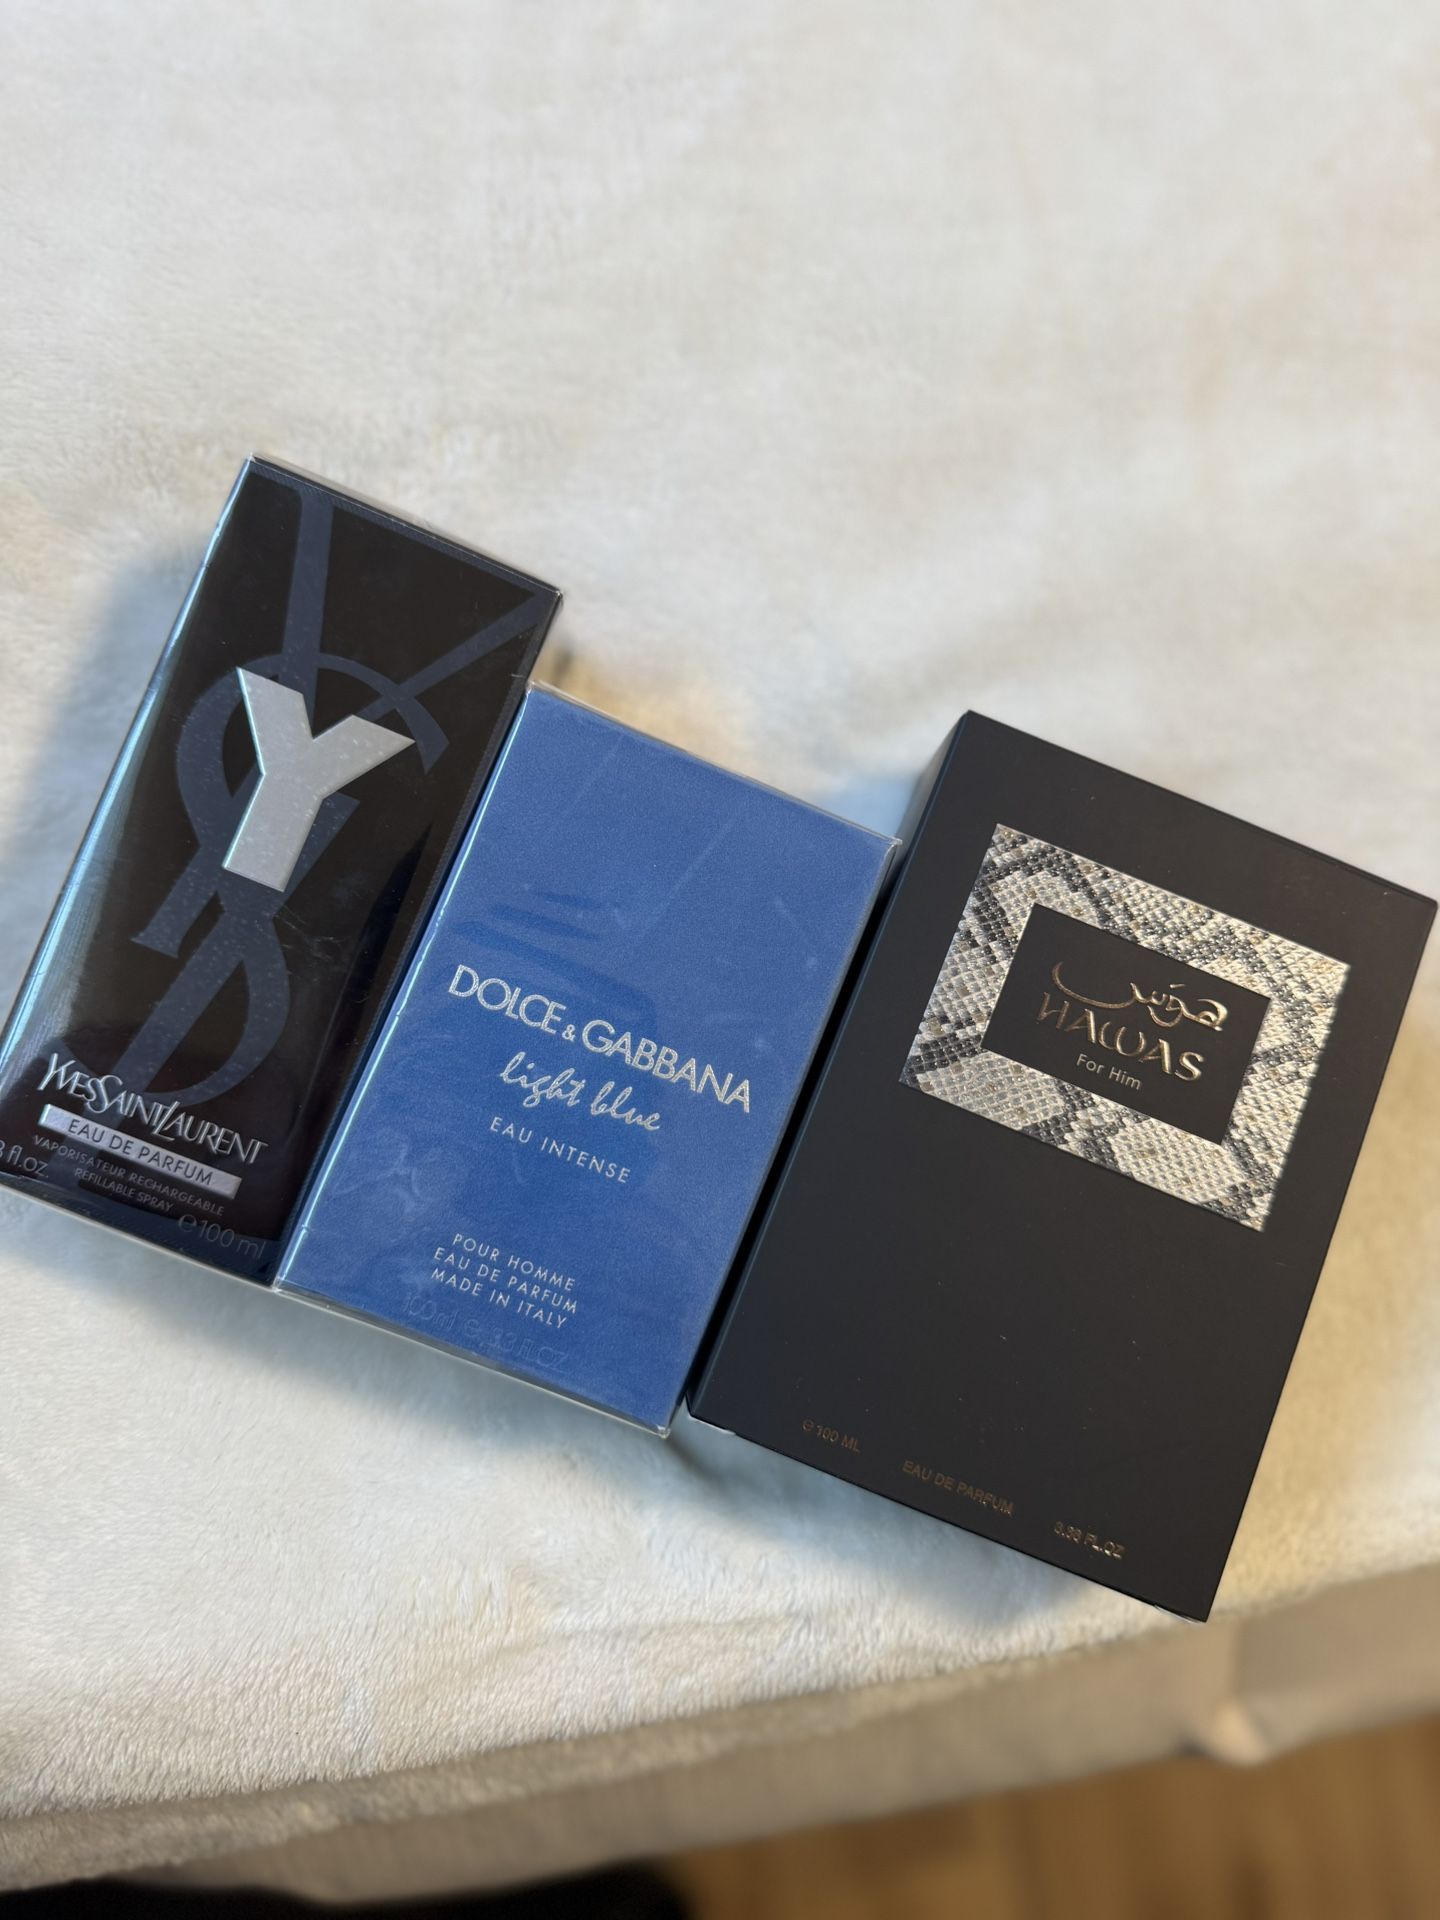 Y
YVESSAINTLAURENT
EAU DE PARFUM
VAPORISATEUR RECHARGEABLE
REFILLABLE SPRAY
fl.oz. ℮100 ml
DOLCE & GABBANA
light blue
EAU INTENSE
POUR HOMME
EAU DE PARFUM
MADE IN ITALY
100ml ℮ 3.3 fl.oz
هوس
HAWAS
For Him
℮ 100 ML
EAU DE PARFUM
3.38 FL.OZ